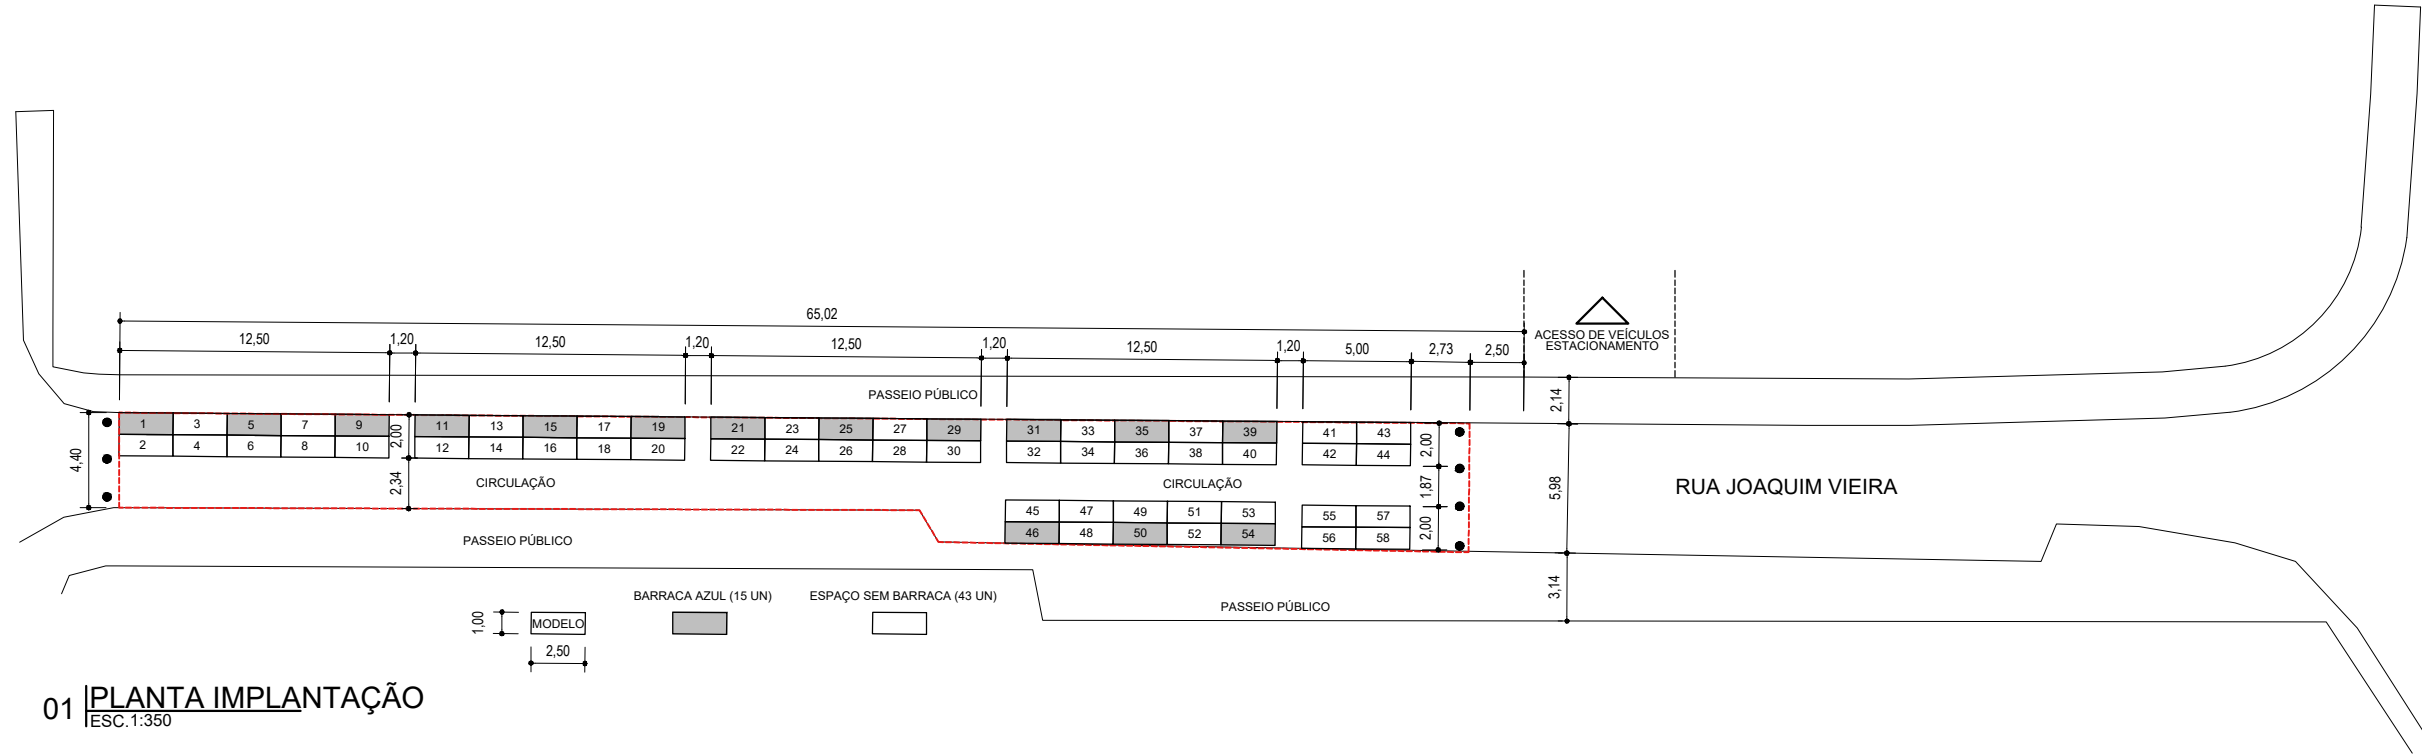 65,02
12,50
1,20
12,50
1,20
12,50
1,20
12,50
1,20
5,00
2,73
2,50
ACESSO DE VEÍCULOS
ESTACIONAMENTO
PASSEIO PÚBLICO
2,14
1 3 5 7 9
2 4 6 8 10
11 13 15 17 19
12 14 16 18 20
21 23 25 27 29
22 24 26 28 30
31 33 35 37 39
32 34 36 38 40
41 43
42 44
4,40
2,00
2,34
2,00
1,87
2,00
5,98
CIRCULAÇÃO
CIRCULAÇÃO
RUA JOAQUIM VIEIRA
45 47 49 51 53
46 48 50 52 54
55 57
56 58
PASSEIO PÚBLICO
3,14
PASSEIO PÚBLICO
BARRACA AZUL (15 UN)
ESPAÇO SEM BARRACA (43 UN)
1,00
MODELO
2,50
01 PLANTA IMPLANTAÇÃO
ESC.1:350